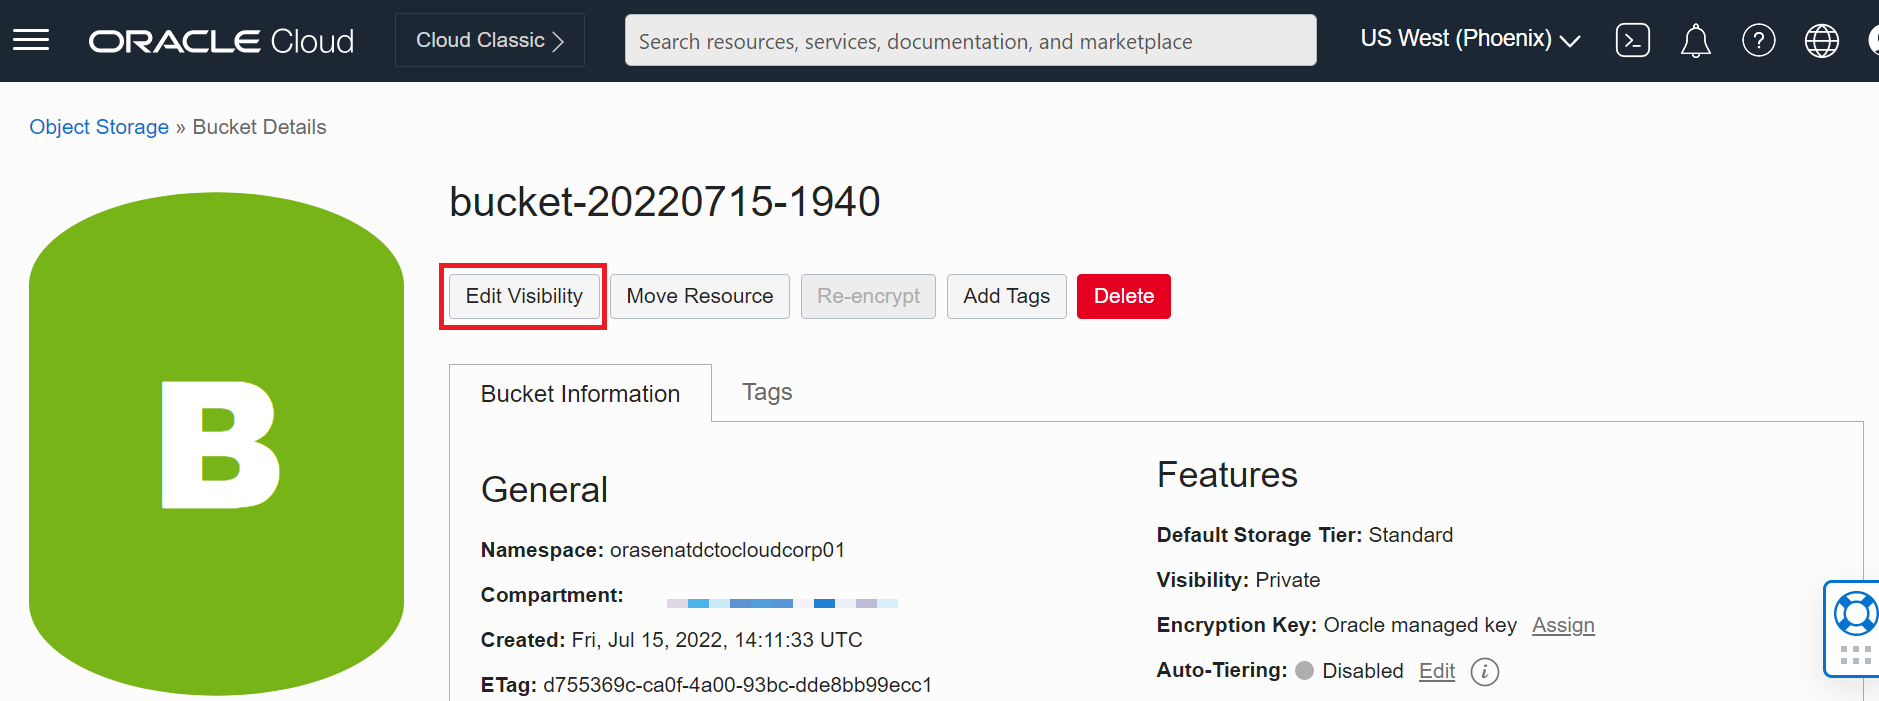 ORACLE Cloud
Cloud Classic
Search resources, services, documentation, and marketplace
US West (Phoenix)
Object Storage » Bucket Details
B
bucket-20220715-1940
Edit Visibility
Move Resource
Re-encrypt
Add Tags
Delete
Bucket Information
Tags
General
Namespace: orasenatdctocloudcorp01
Compartment:
Created: Fri, Jul 15, 2022, 14:11:33 UTC
ETag: d755369c-ca0f-4a00-93bc-dde8bb99ecc1
Features
Default Storage Tier: Standard
Visibility: Private
Encryption Key: Oracle managed key Assign
Auto-Tiering: Disabled Edit